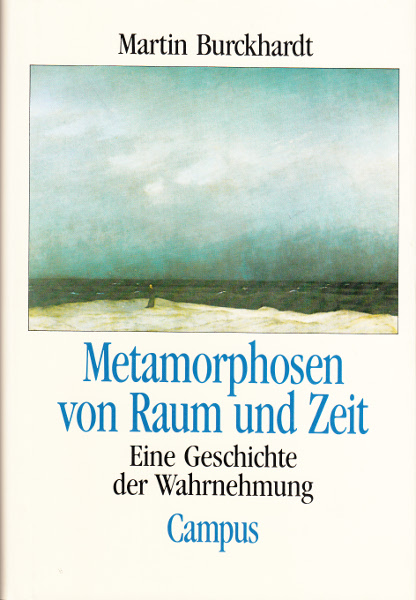 Martin Burckhardt
Metamorphosen
von Raum und Zeit
Eine Geschichte
der Wahrnehmung
Campus